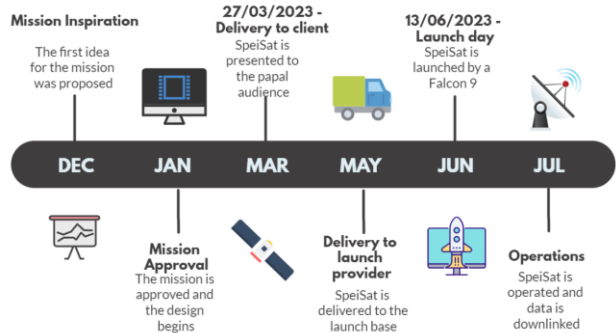 Mission Inspiration
The first idea
for the mission
was proposed
27/03/2023 -
Delivery to client
SpeiSat is
presented to
the papal
audience
13/06/2023 -
Launch day
SpeiSat is
launched by a
Falcon 9
DEC JAN MAR MAY JUN JUL
Mission
Approval
The mission is
approved and
the design
begins
Delivery to
launch
provider
SpeiSat is
delivered to the
launch base
Operations
SpeiSat is
operated and
data is
downlinked